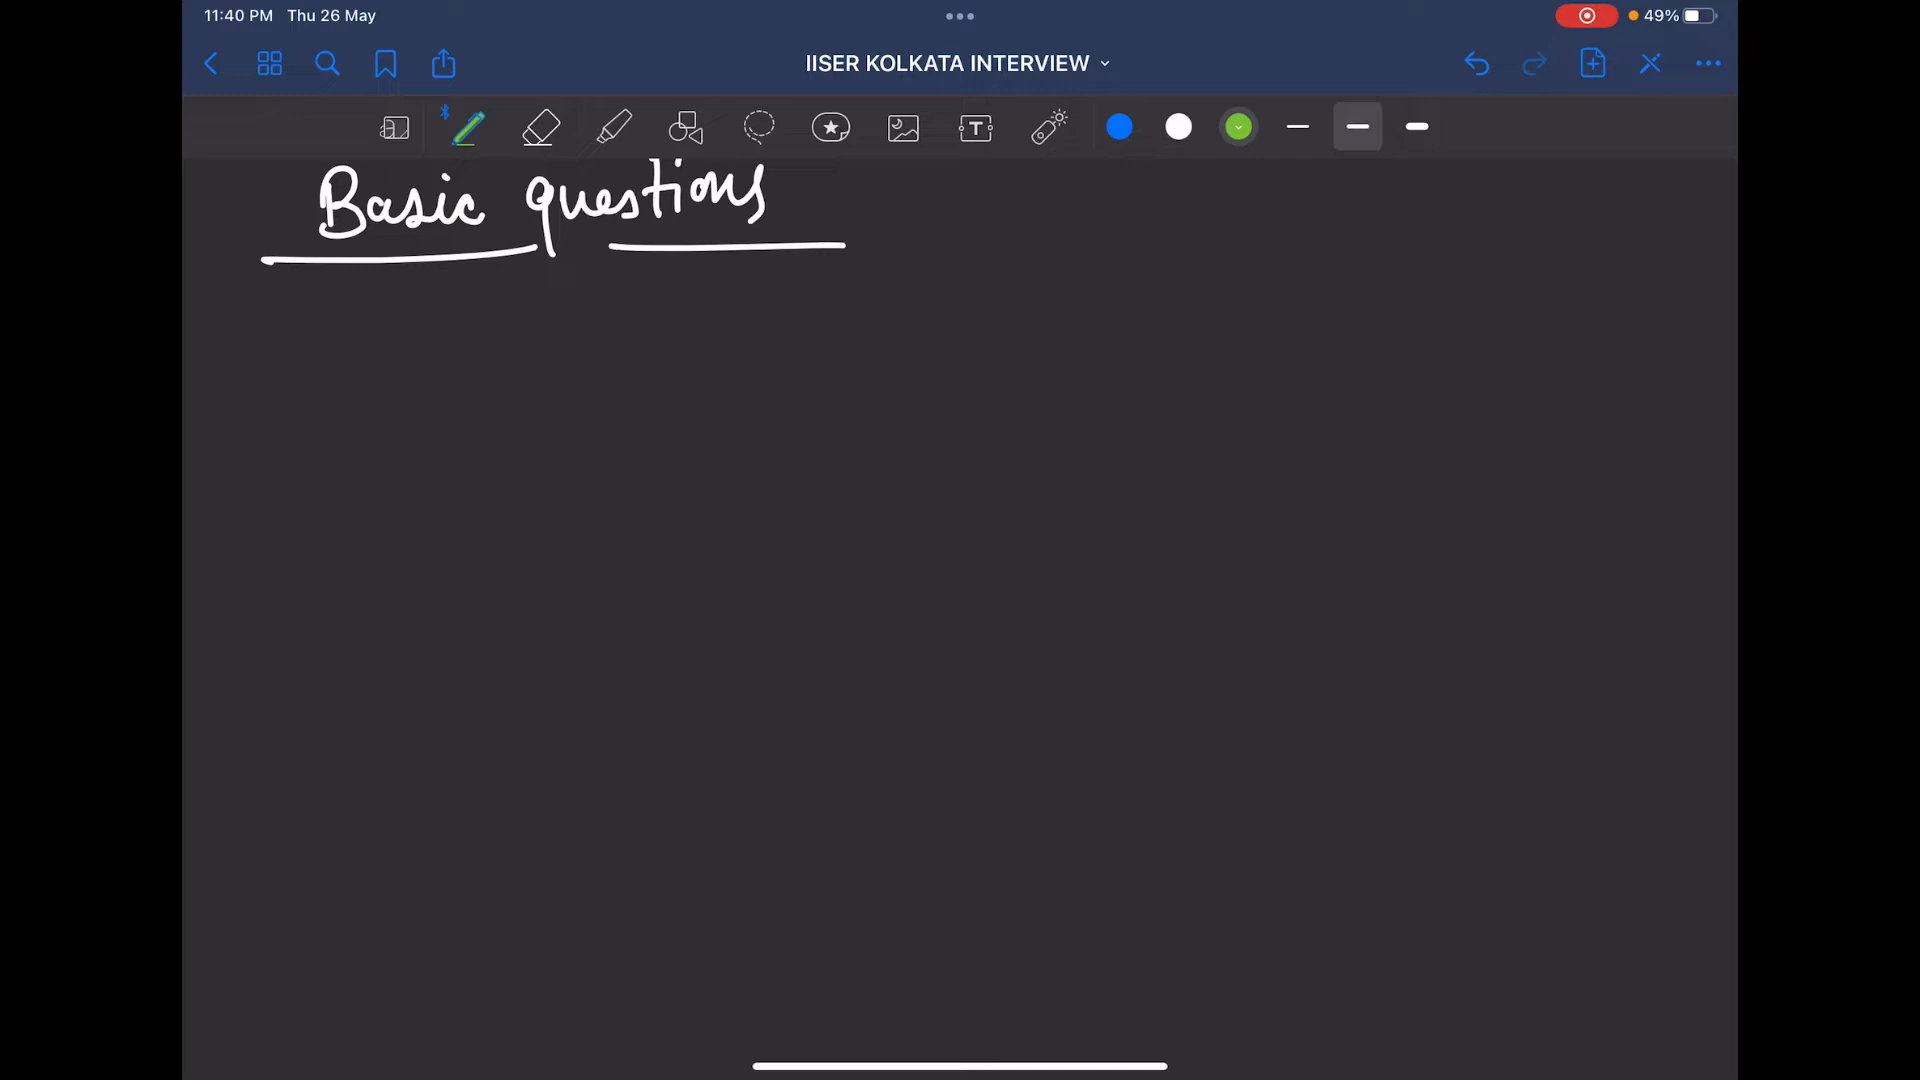 11:40 PM Thu 26 May
49%
IISER KOLKATA INTERVIEW
T
Basic questions